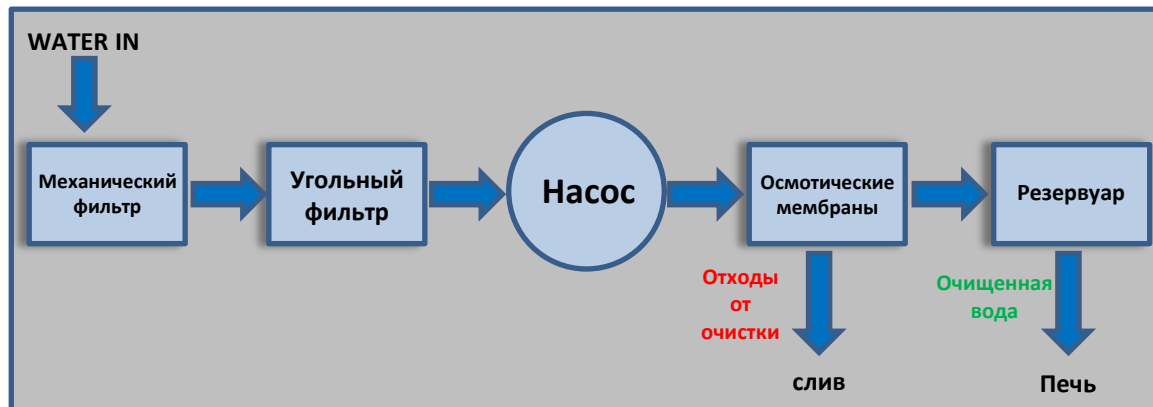 WATER IN
Механический
фильтр
Угольный
фильтр
Насос
Осмотические
мембраны
Резервуар
Отходы
от
очистки
Очищенная
вода
слив
Печь